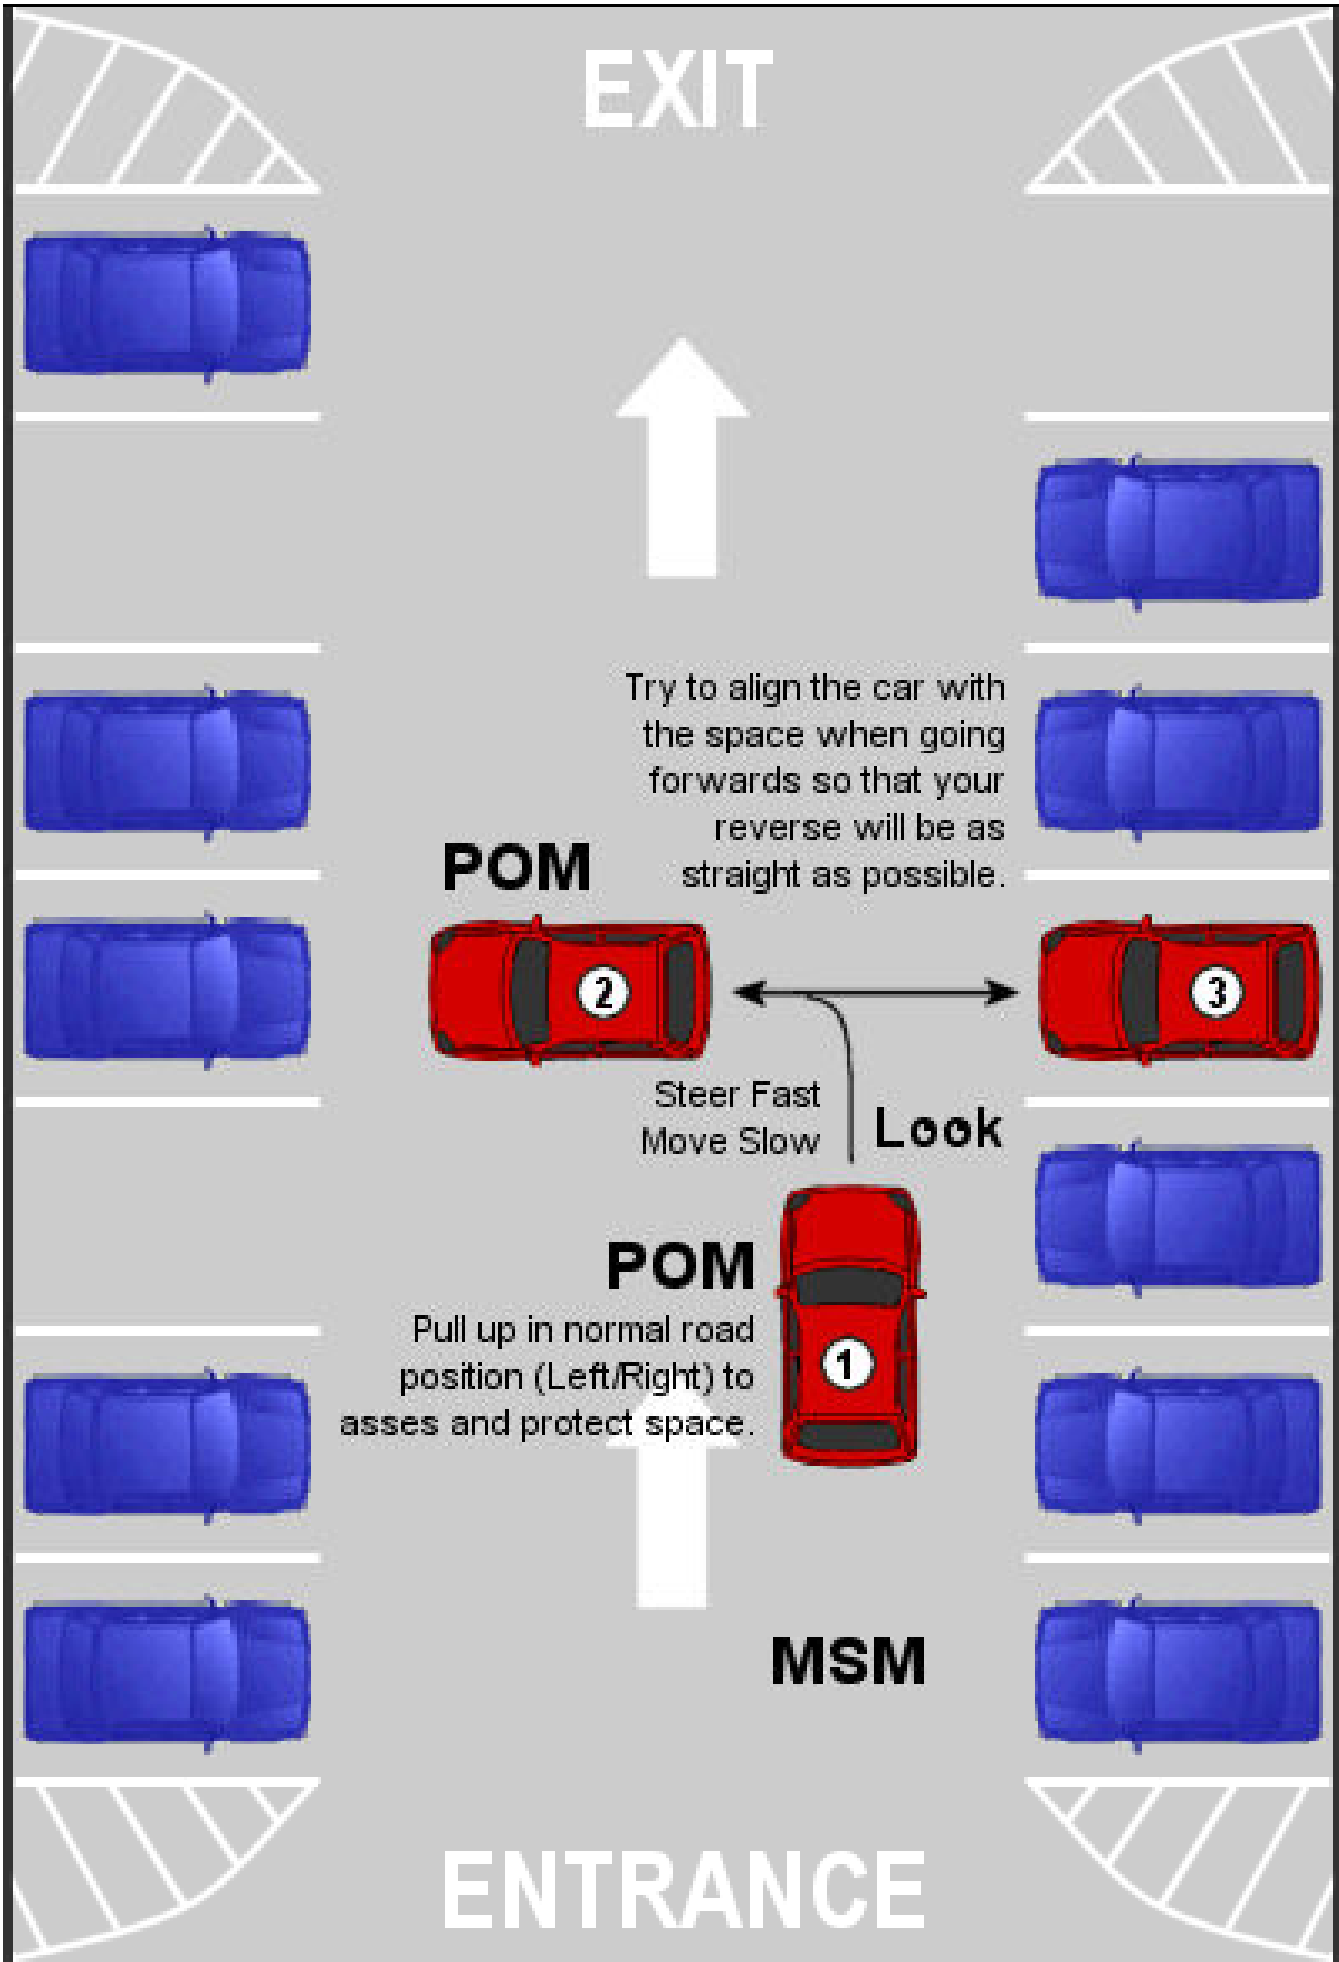 EXIT
Try to align the car with
the space when going
forwards so that your
reverse will be as
straight as possible.
POM
2
3
Steer Fast
Move Slow
Look
POM
Pull up in normal road
position (Left/Right) to
asses and protect space.
1
MSM
ENTRANCE